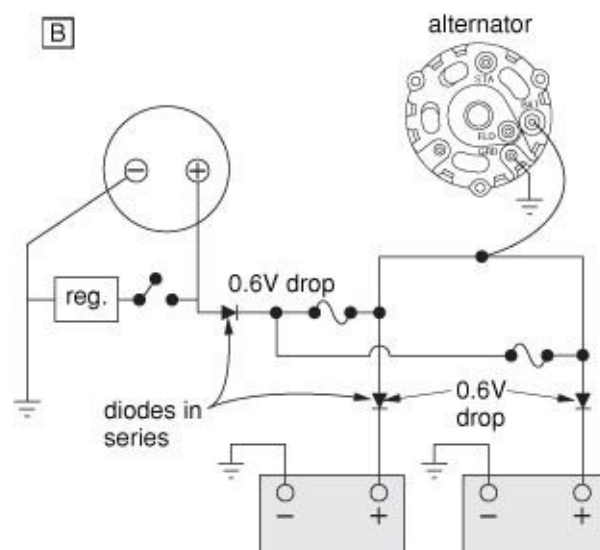 B
alternator
STA
BAT
FLD
GRD
− +
reg.
0.6V drop
diodes in
series
0.6V
drop
− +
− +